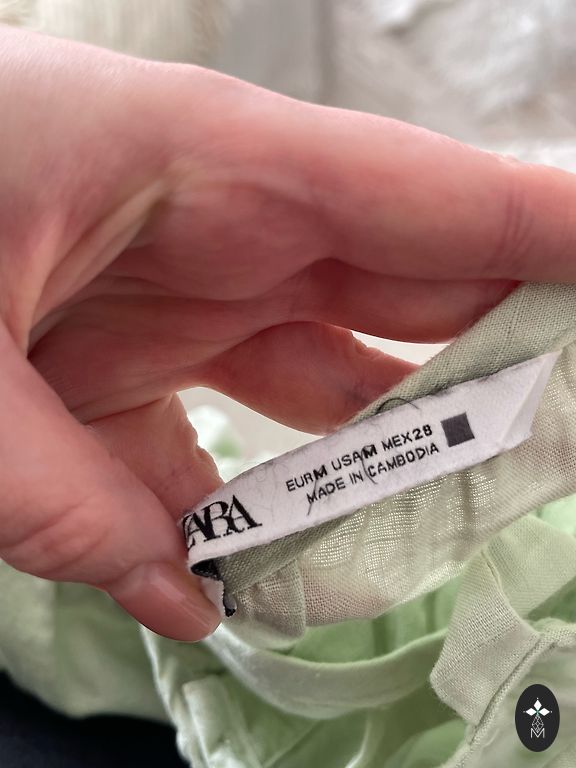 ZARA
EUR M USA M MEX 28
MADE IN CAMBODIA
M